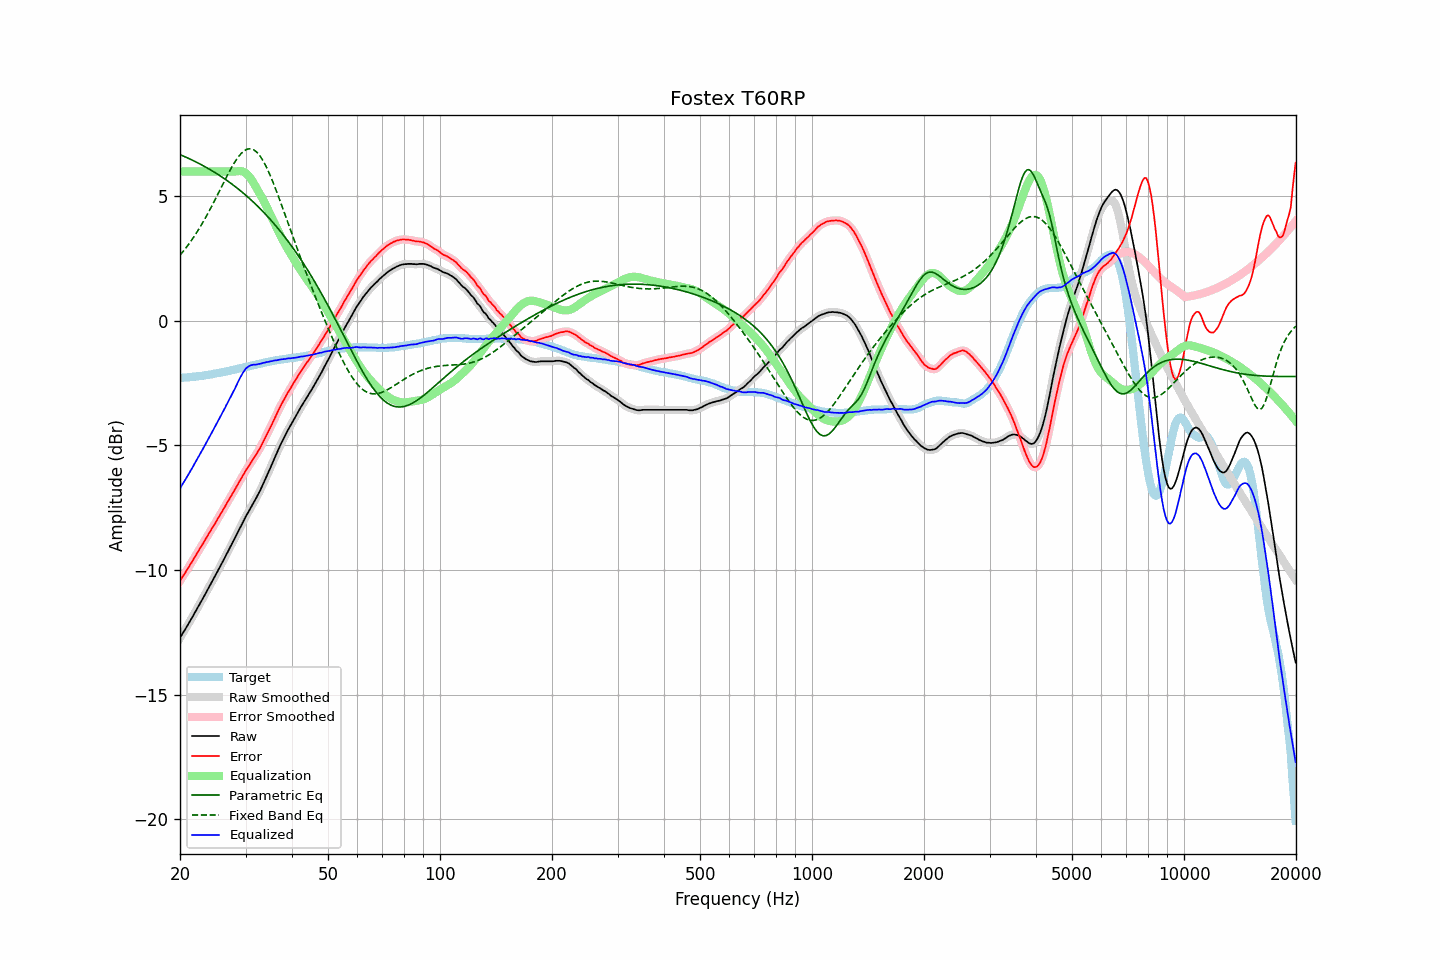 Fostex T60RP
Amplitude (dBr)
5
0
−5
−10
−15
−20
Target
Raw Smoothed
Error Smoothed
Raw
Error
Equalization
Parametric Eq
Fixed Band Eq
Equalized
20 50 100 200 500 1000 2000 5000 10000 20000
Frequency (Hz)